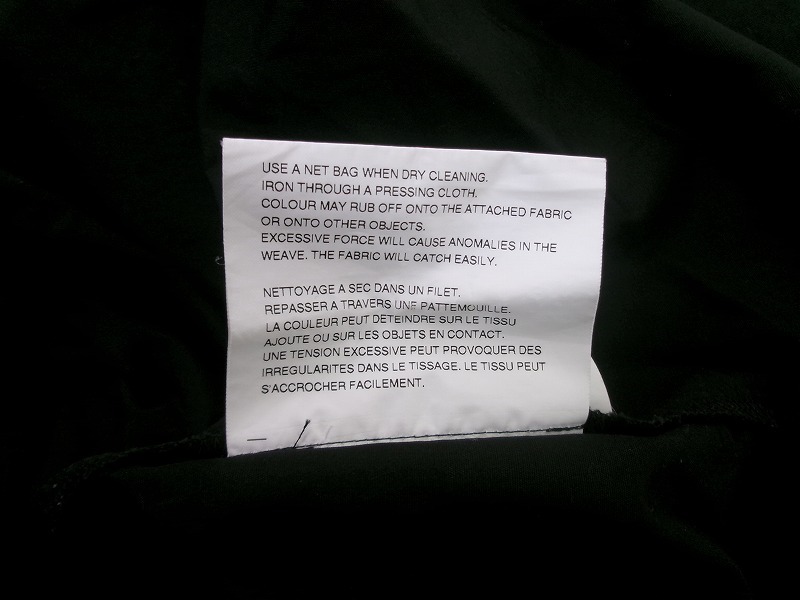 USE A NET BAG WHEN DRY CLEANING.
IRON THROUGH A PRESSING CLOTH.
COLOUR MAY RUB OFF ONTO THE ATTACHED FABRIC
OR ONTO OTHER OBJECTS.
EXCESSIVE FORCE WILL CAUSE ANOMALIES IN THE
WEAVE. THE FABRIC WILL CATCH EASILY.
NETTOYAGE A SEC DANS UN FILET.
REPASSER A TRAVERS UNE PATTEMOUILLE.
LA COULEUR PEUT DETEINDRE SUR LE TISSU
AJOUTE OU SUR LES OBJETS EN CONTACT.
UNE TENSION EXCESSIVE PEUT PROVOQUER DES
IRREGULARITES DANS LE TISSAGE. LE TISSU PEUT
S'ACCROCHER FACILEMENT.